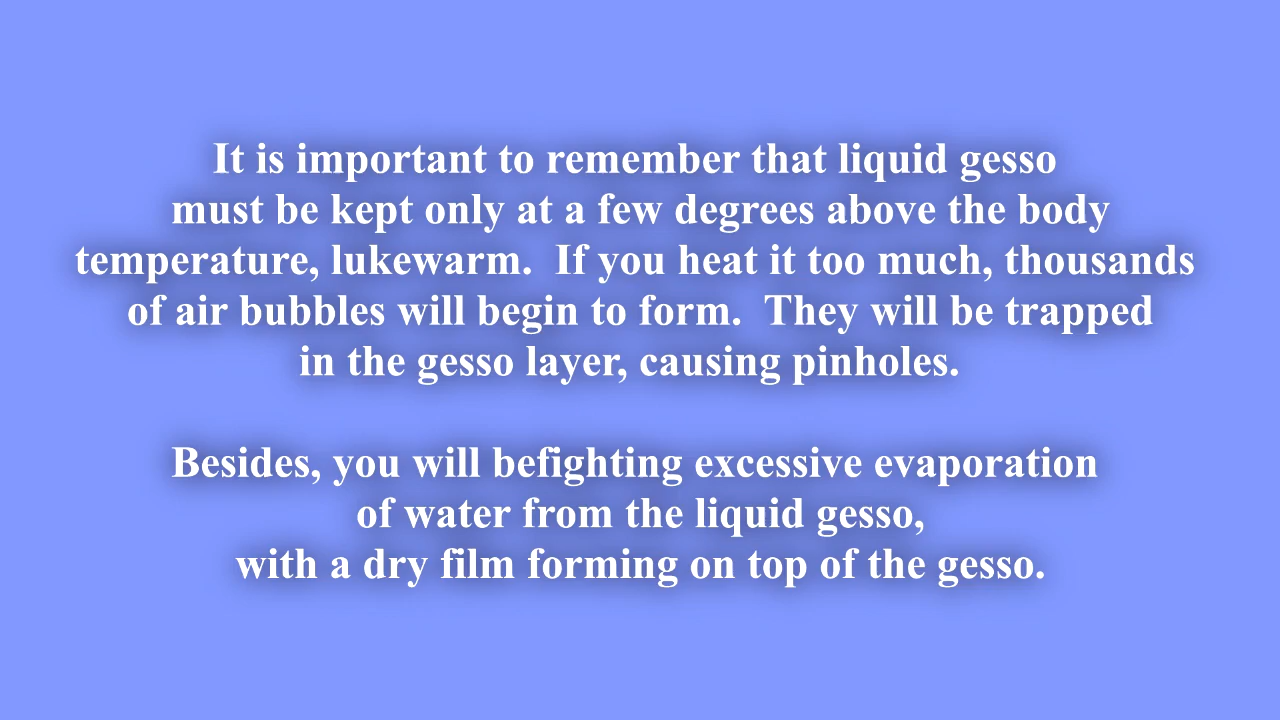 It is important to remember that liquid gesso
must be kept only at a few degrees above the body
temperature, lukewarm.  If you heat it too much, thousands
of air bubbles will begin to form.  They will be trapped
in the gesso layer, causing pinholes.
Besides, you will befighting excessive evaporation
of water from the liquid gesso,
with a dry film forming on top of the gesso.